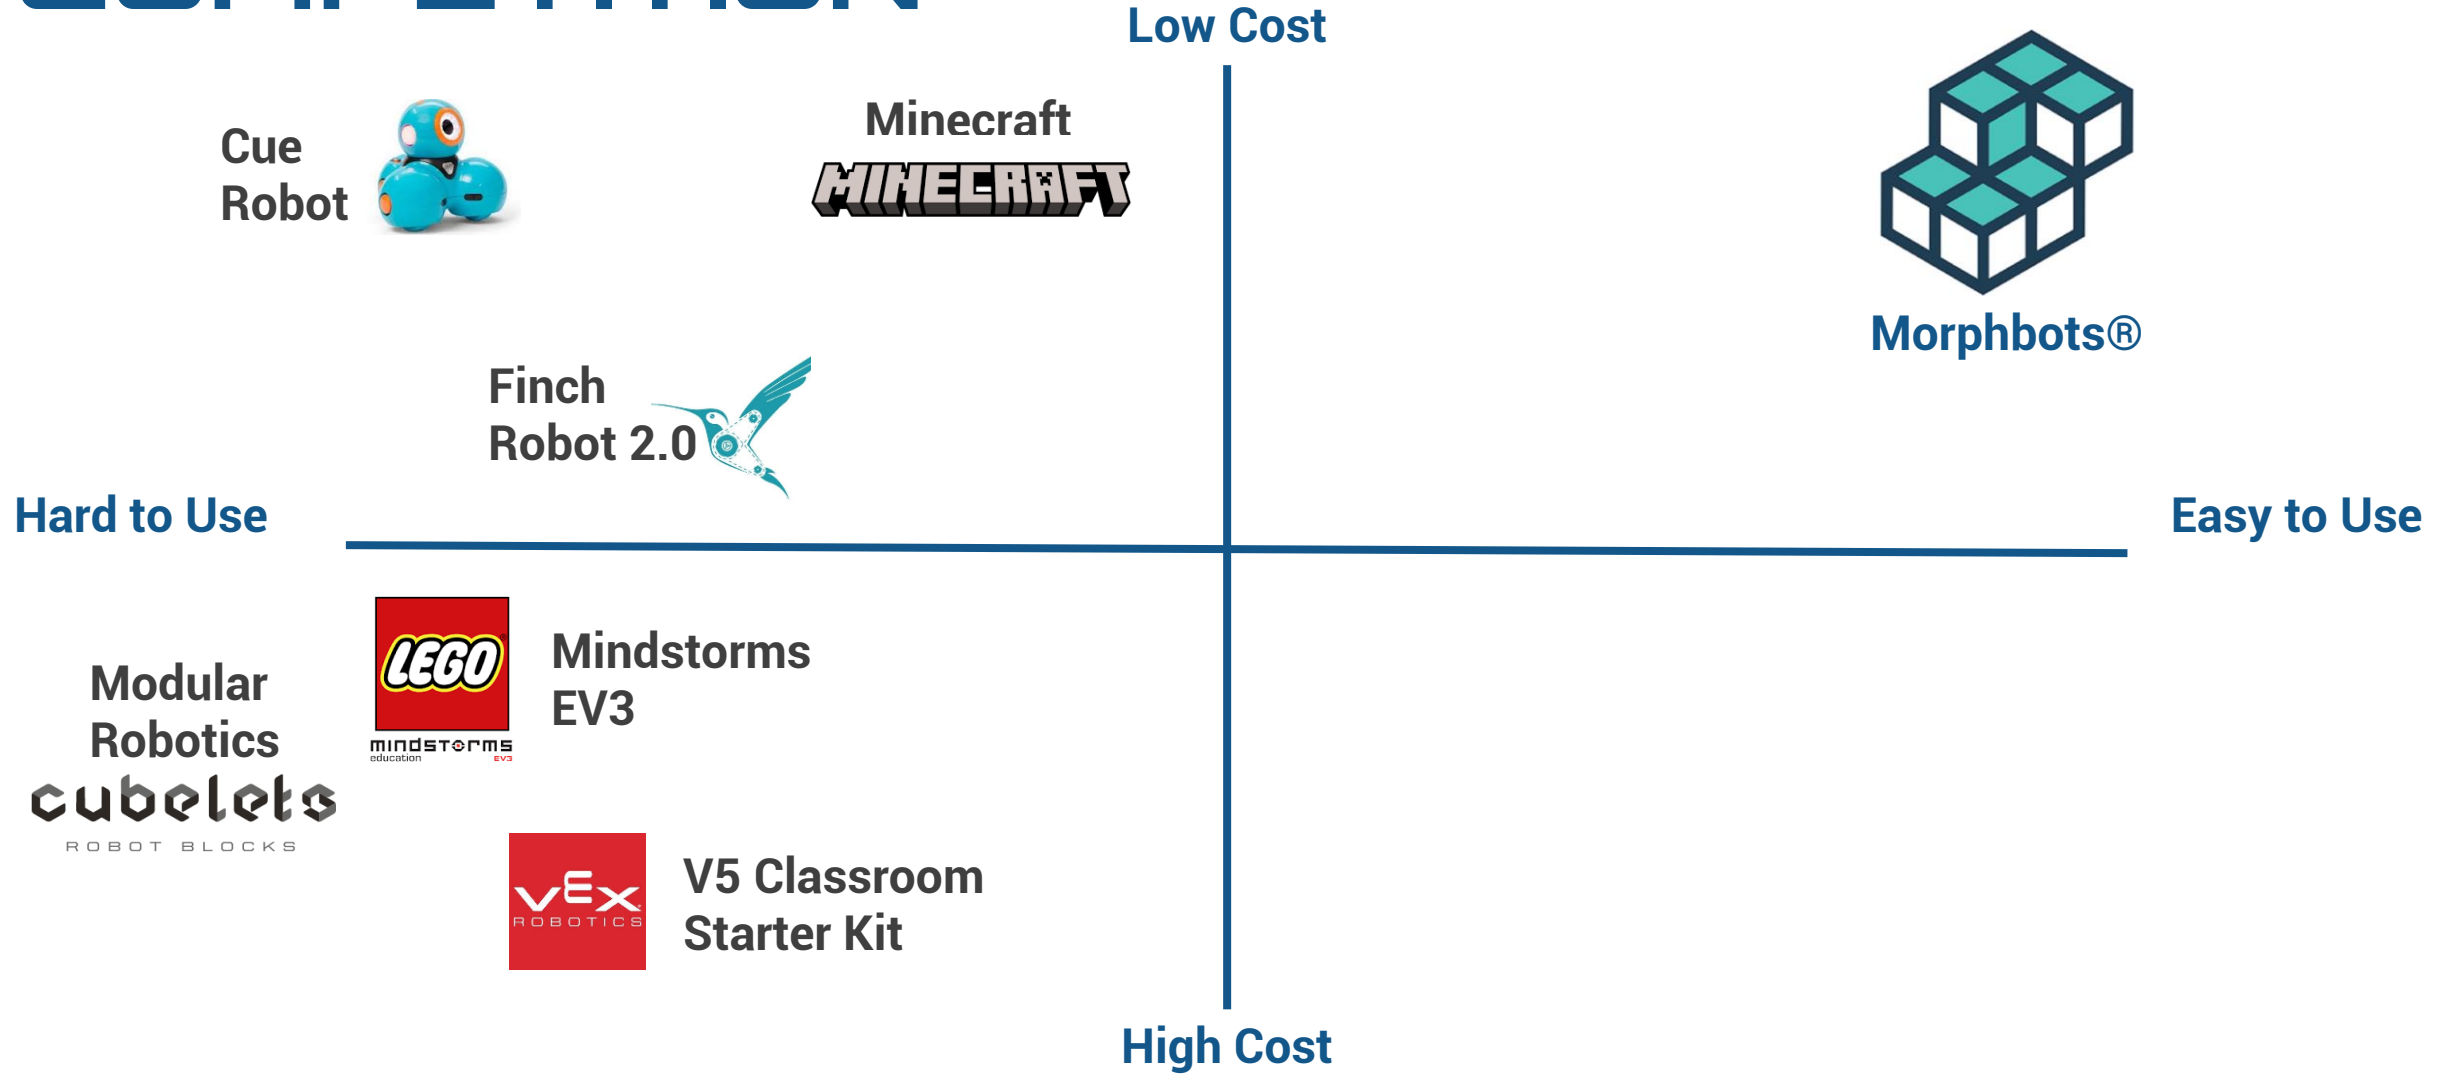 COMPETITION
Low Cost
Minecraft
MINECRAFT
Cue
Robot
Morphbots®
Finch
Robot 2.0
Hard to Use
Easy to Use
LEGO
mindstorms
education EV3
Mindstorms
EV3
Modular
Robotics
cubelets
ROBOT BLOCKS
VEX
ROBOTICS
V5 Classroom
Starter Kit
High Cost